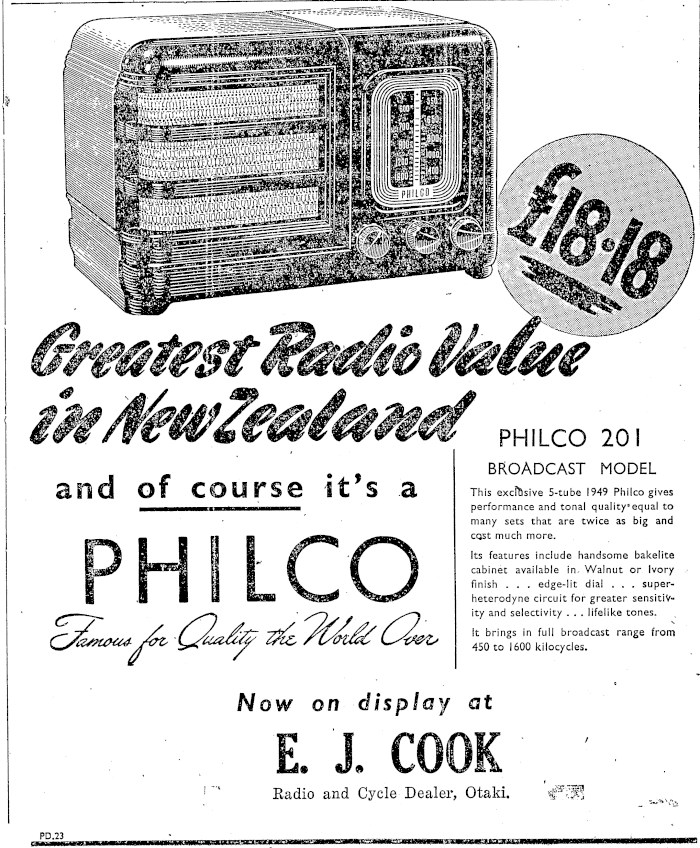 PHILCO
£18·18
Greatest Radio Value
in New Zealand
and of course it's a
PHILCO
Famous for Quality the World Over
PHILCO 201
BROADCAST MODEL
This exclusive 5-tube 1949 Philco gives
performance and tonal quality equal to
many sets that are twice as big and
cost much more.
Its features include handsome bakelite
cabinet available in Walnut or Ivory
finish . . . edge-lit dial . . . super-
heterodyne circuit for greater sensitiv-
ity and selectivity . . . lifelike tones.
It brings in full broadcast range from
450 to 1600 kilocycles.
Now on display at
E. J. COOK
Radio and Cycle Dealer, Otaki.
PD.23